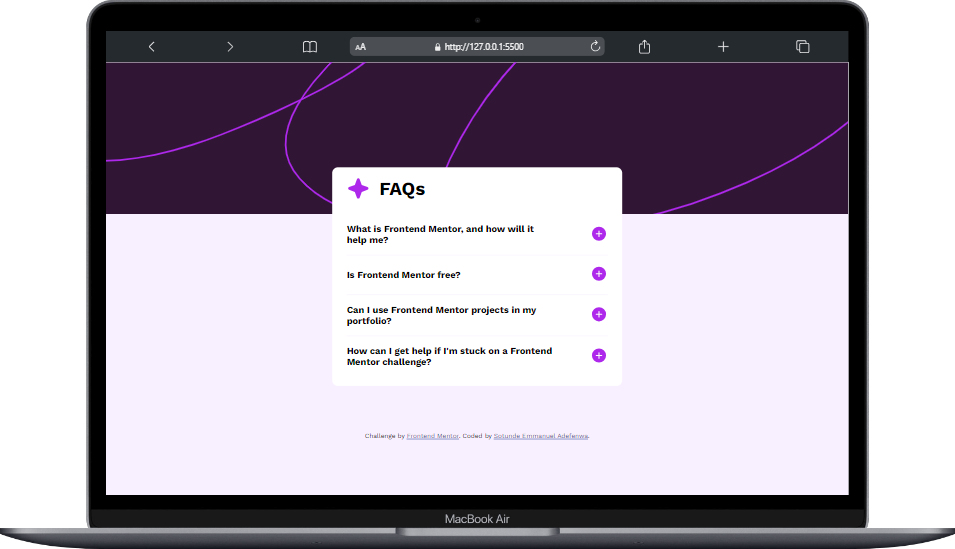 AA
http://127.0.0.1:5500
FAQs
What is Frontend Mentor, and how will it
help me?
Is Frontend Mentor free?
Can I use Frontend Mentor projects in my
portfolio?
How can I get help if I'm stuck on a Frontend
Mentor challenge?
Challenge by Frontend Mentor. Coded by Sotunde Emmanuel Adefenwa.
MacBook Air